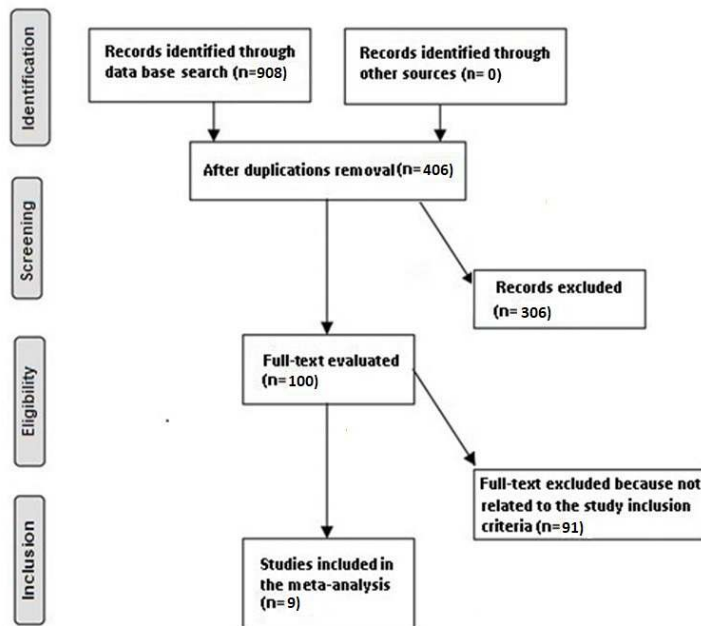 Identification
Records identified through
data base search (n=908)
Records identified through
other sources (n= 0)
After duplications removal(n=406)
Screening
Records excluded
(n=306)
Eligibility
Full-text evaluated
(n=100)
Full-text excluded because not
related to the study inclusion
criteria (n=91)
Inclusion
Studies included in
the meta-analysis
(n=9)